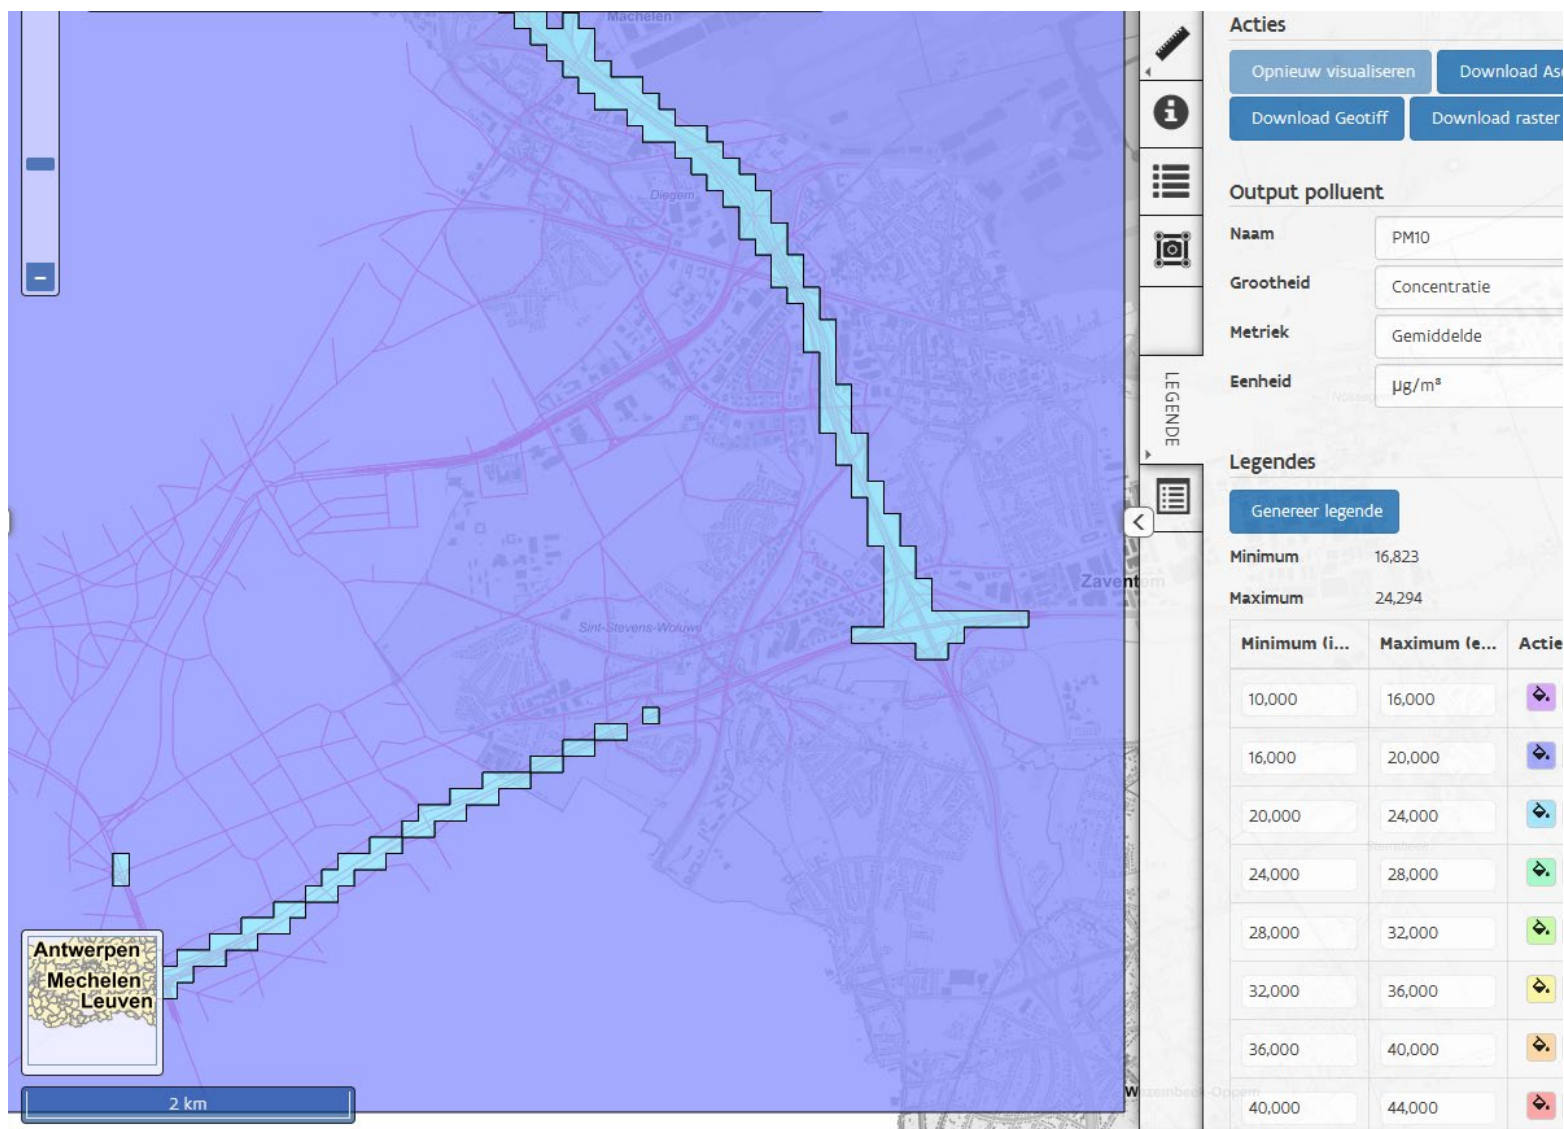 Machelen
Diegem
Sint-Stevens-Woluwe
Zaventem
Antwerpen
Mechelen
Leuven
2 km
LEGENDE
Acties
Opnieuw visualiseren
Download Geotiff
Download raster
Output polluent
Naam
PM10
Grootheid
Concentratie
Metriek
Gemiddelde
Eenheid
µg/m³
Legendes
Genereer legende
Minimum
16,823
Maximum
24,294
Minimum (i...
Maximum (e...
Actie
10,000
16,000
16,000
20,000
20,000
24,000
24,000
28,000
28,000
32,000
32,000
36,000
36,000
40,000
40,000
44,000
Wezembeek-Oppem